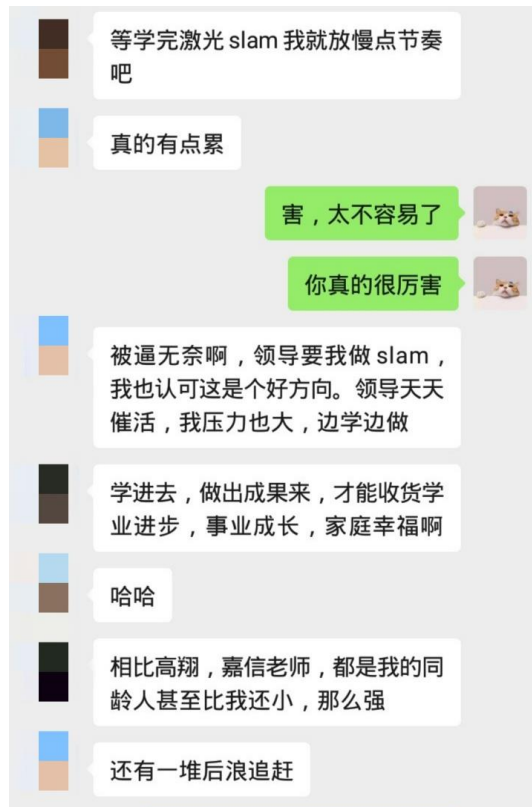 等学完激光 slam 我就放慢点节奏
吧
真的有点累
害，太不容易了
你真的很厉害
被逼无奈啊，领导要我做 slam，
我也认可这是个好方向。领导天天
催活，我压力也大，边学边做
学进去，做出成果来，才能收货学
业进步，事业成长，家庭幸福啊
哈哈
相比高翔，嘉信老师，都是我的同
龄人甚至比我还小，那么强
还有一堆后浪追赶